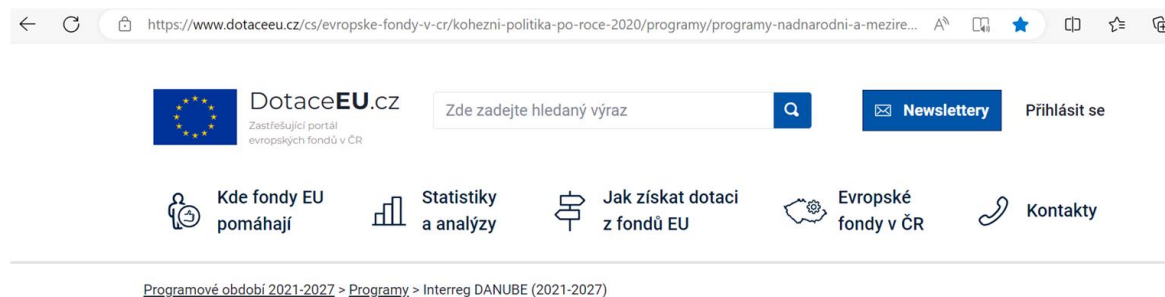 https://www.dotaceeu.cz/cs/evropske-fondy-v-cr/kohezni-politika-po-roce-2020/programy/programy-nadnarodni-a-mezire...
DotaceEU.cz
Zastřešující portál
evropských fondů v ČR
Zde zadejte hledaný výraz
Newslettery
Přihlásit se
Kde fondy EU
pomáhají
Statistiky
a analýzy
Jak získat dotaci
z fondů EU
Evropské
fondy v ČR
Kontakty
Programové období 2021-2027 > Programy > Interreg DANUBE (2021-2027)